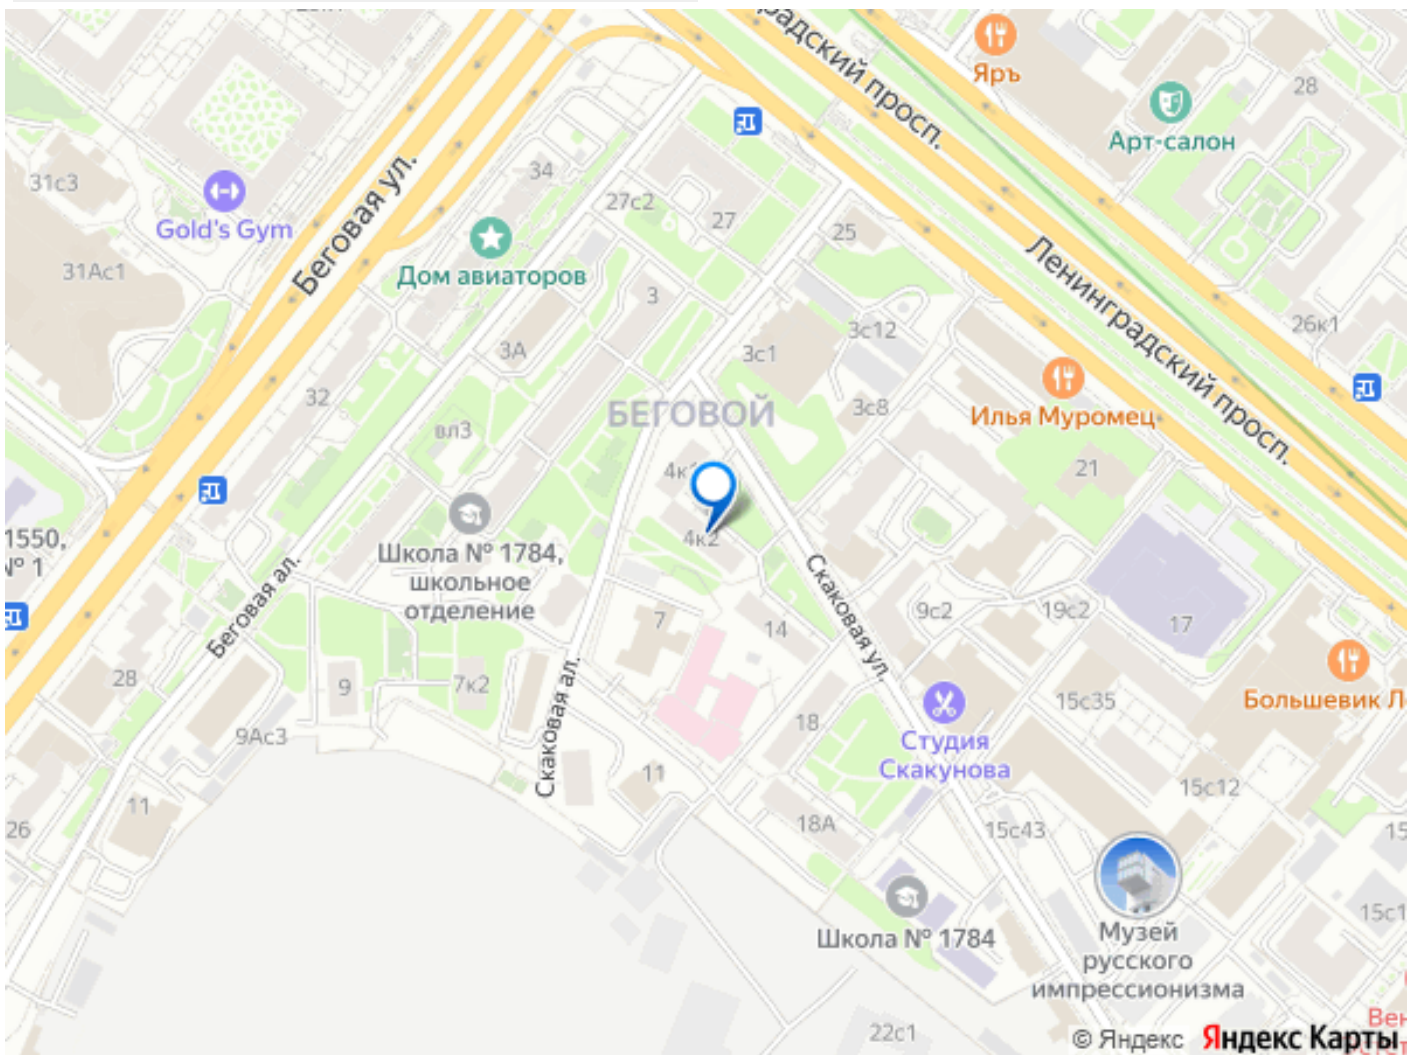 Ленинградский просп.
Яръ
28
Арт-салон
31с3
Gold's Gym
Беговая ул.
34
27с2
27
25
Дом авиаторов
31Ас1
3
3с12
Ленинградский просп.
26к1
3А
3с1
32
БЕГОВОЙ
3с8
Илья Муромец
вл3
21
4к2
1550,
№ 1
Школа № 1784,
школьное
отделение
Беговая ал.
Скаковая ул.
9с2
19с2
17
7
14
28
9
7к2
Скаковая ал.
15с35
Большевик Л
9Ас3
18
Студия
Скакунова
11
15с12
11
26
18А
15с43
15
15с1
Школа № 1784
Музей
русского
импрессионизма
22с1
Вен
© Яндекс Яндекс Карты